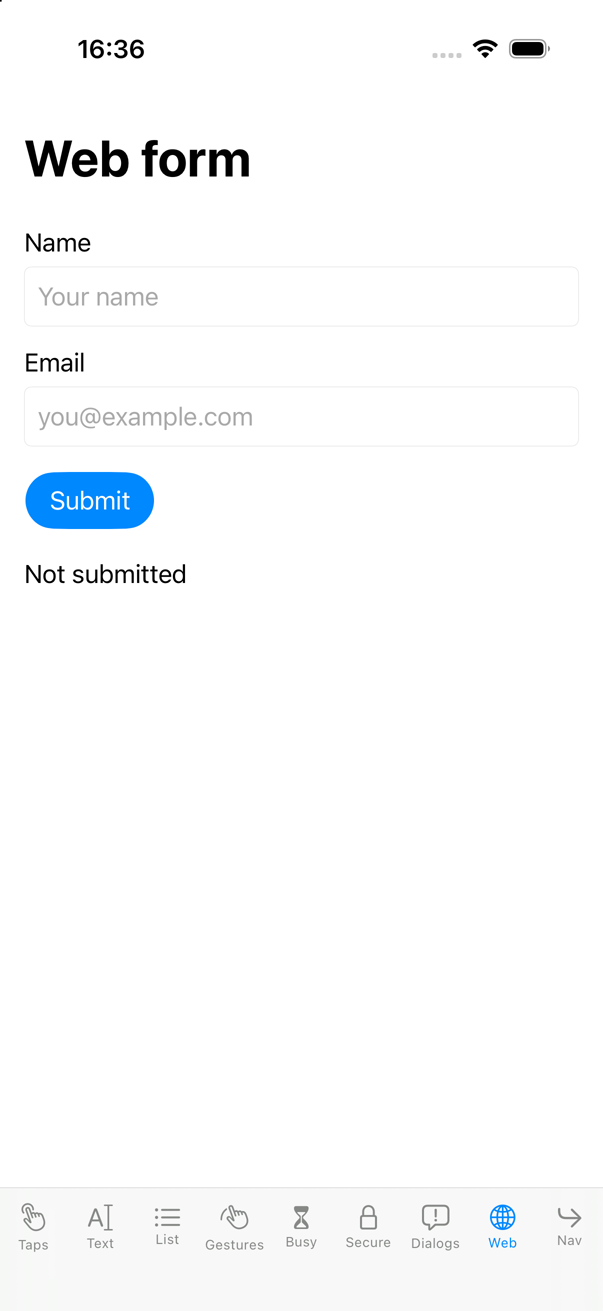 16:36
Web form
Name
Your name
Email
you@example.com
Submit
Not submitted
Taps
Text
List
Gestures
Busy
Secure
Dialogs
Web
Nav